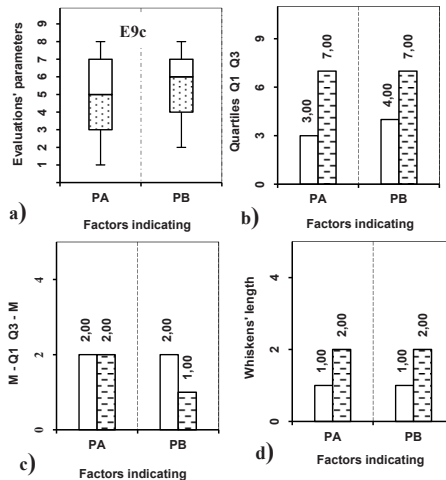 E9c
Evaluations' parameters
9
8
7
6
5
4
3
2
1
PA
PB
a)
Factors indicating
Quartiles Q1 Q3
9
6
3
0
3,00
7,00
4,00
7,00
PA
PB
b)
Factors indicating
M - Q1 Q3 - M
4
2
0
2,00
2,00
2,00
1,00
PA
PB
c)
Factors indicating
Whiskens' length
4
2
0
1,00
2,00
1,00
2,00
PA
PB
d)
Factors indicating